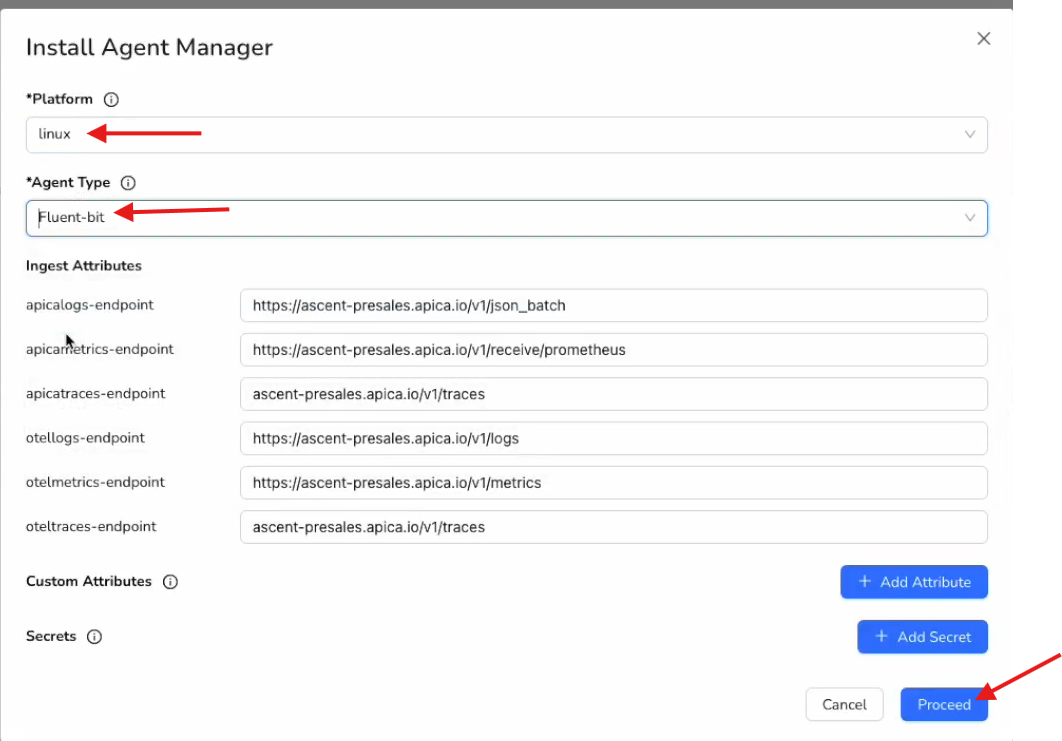 Install Agent Manager
*Platform
linux
*Agent Type
Fluent-bit
Ingest Attributes
apicalogs-endpoint https://ascent-presales.apica.io/v1/json_batch
apicametrics-endpoint https://ascent-presales.apica.io/v1/receive/prometheus
apicatraces-endpoint ascent-presales.apica.io/v1/traces
otellogs-endpoint https://ascent-presales.apica.io/v1/logs
otelmetrics-endpoint https://ascent-presales.apica.io/v1/metrics
oteltraces-endpoint ascent-presales.apica.io/v1/traces
Custom Attributes + Add Attribute
Secrets + Add Secret
Cancel Proceed